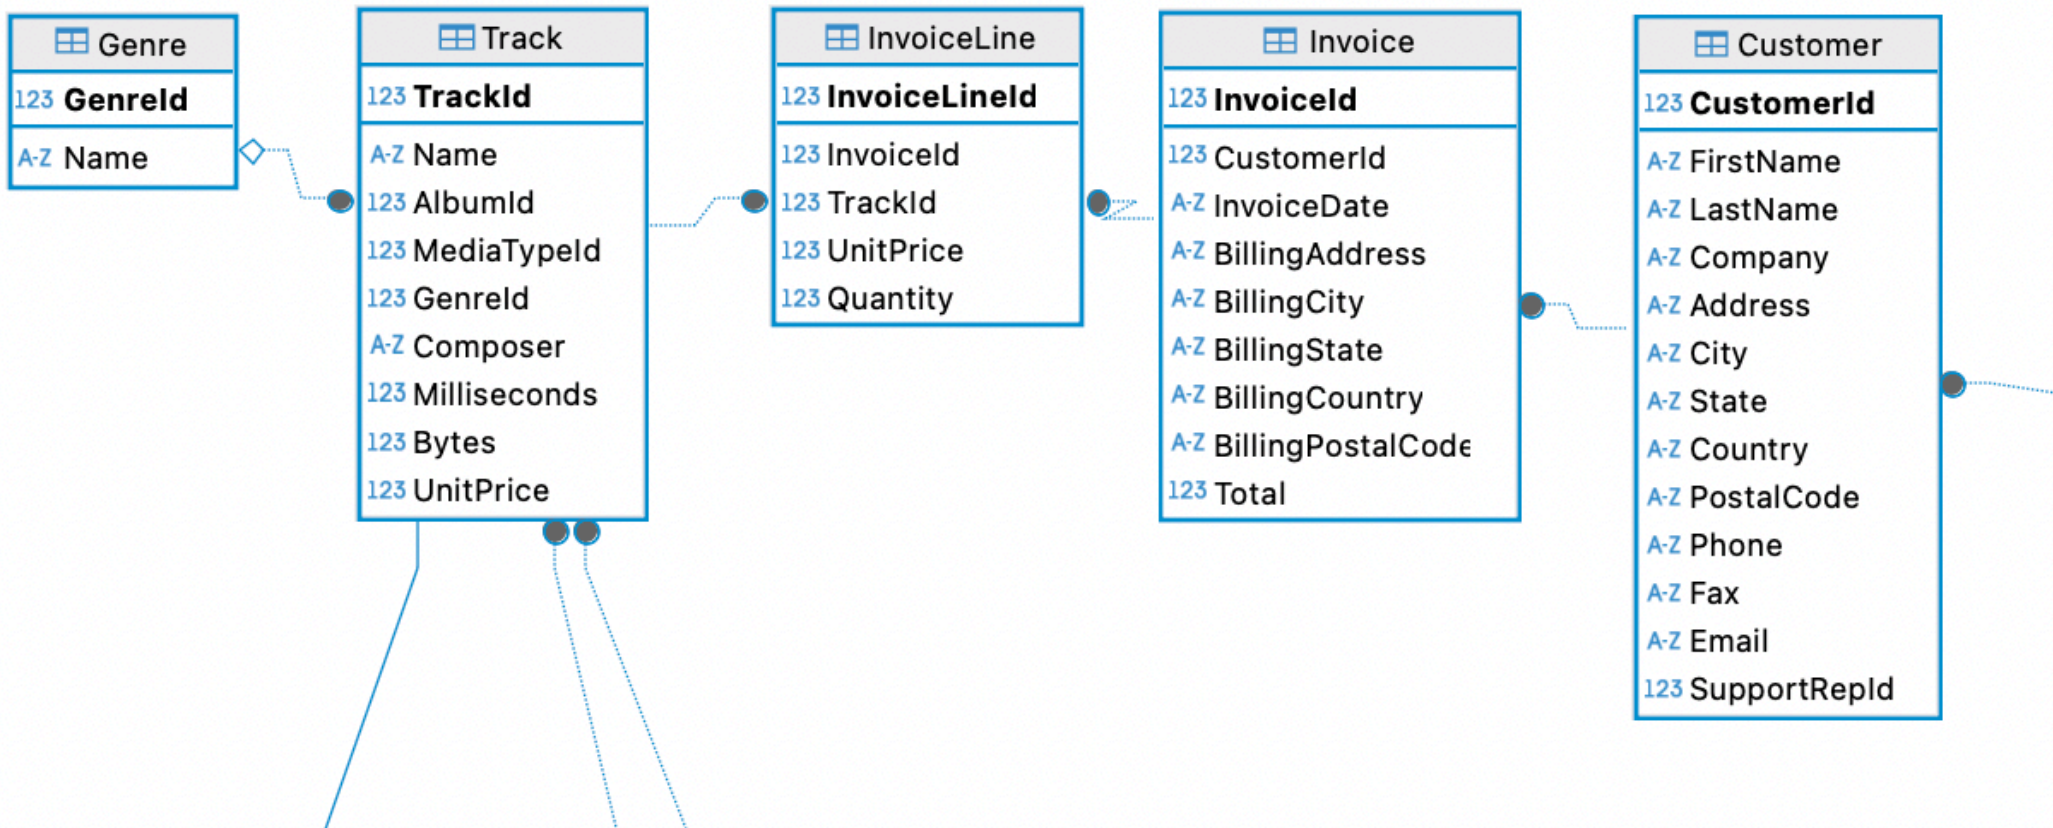 Genre
123 GenreId
A-Z Name
Track
123 TrackId
A-Z Name
123 AlbumId
123 MediaTypeId
123 GenreId
A-Z Composer
123 Milliseconds
123 Bytes
123 UnitPrice
InvoiceLine
123 InvoiceLineId
123 InvoiceId
123 TrackId
123 UnitPrice
123 Quantity
Invoice
123 InvoiceId
123 CustomerId
A-Z InvoiceDate
A-Z BillingAddress
A-Z BillingCity
A-Z BillingState
A-Z BillingCountry
A-Z BillingPostalCode
123 Total
Customer
123 CustomerId
A-Z FirstName
A-Z LastName
A-Z Company
A-Z Address
A-Z City
A-Z State
A-Z Country
A-Z PostalCode
A-Z Phone
A-Z Fax
A-Z Email
123 SupportRepId